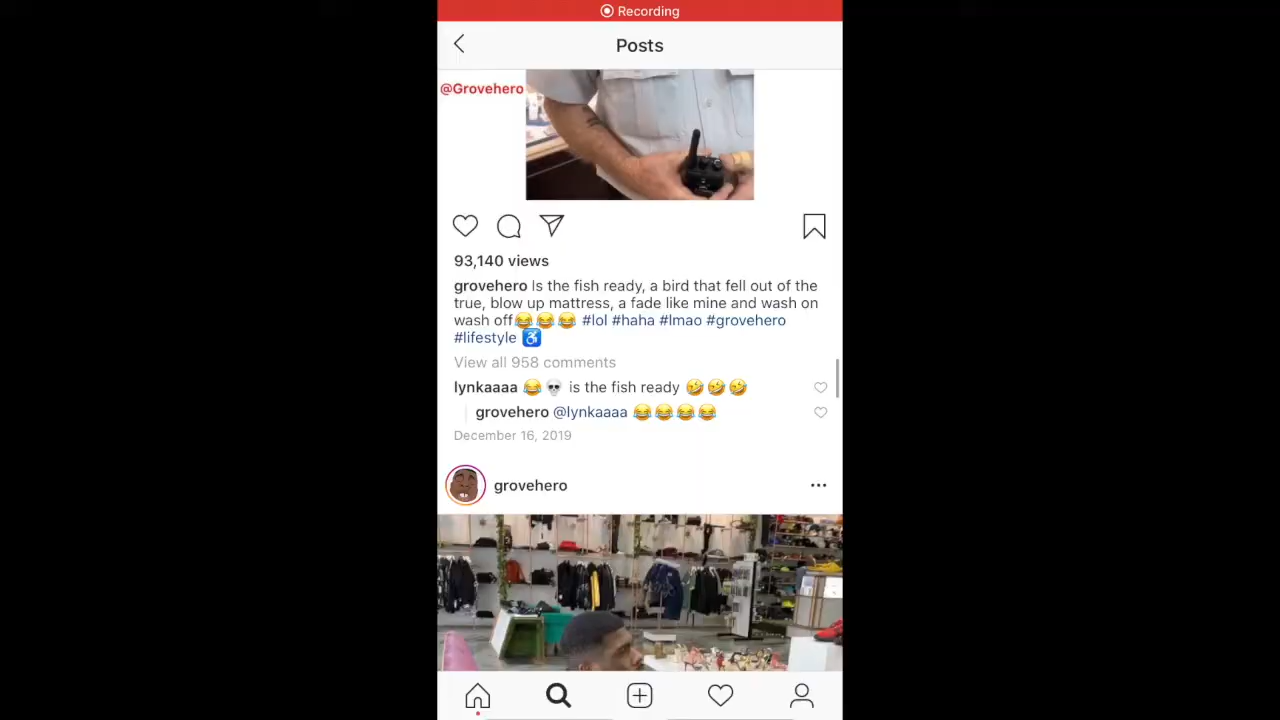 Recording
Posts
@Grovehero
93,140 views
grovehero Is the fish ready, a bird that fell out of the
true, blow up mattress, a fade like mine and wash on
wash off😂😂😂 #lol #haha #lmao #grovehero
#lifestyle ♿
View all 958 comments
lynkaaaa 😂💀 is the fish ready 🤣🤣🤣
grovehero @lynkaaaa 😂😂😂😂
December 16, 2019
grovehero